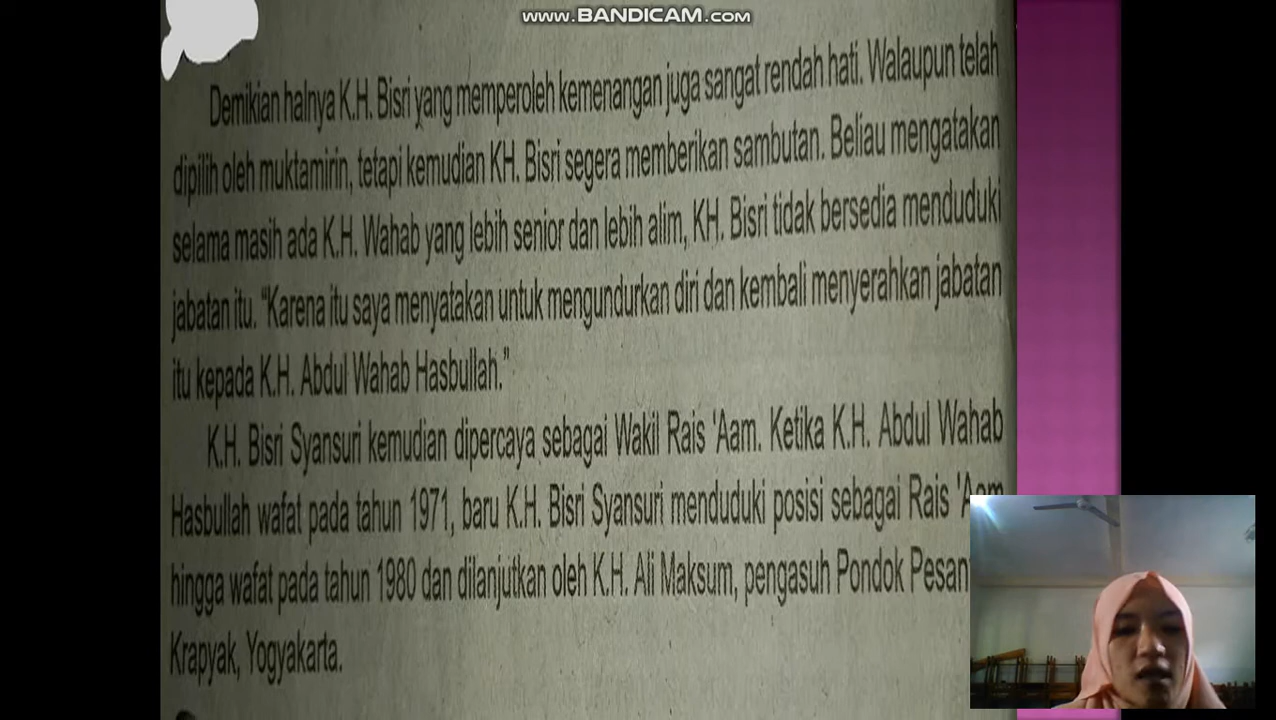 www.BANDICAM.com
Demikian halnya K.H. Bisri yang memperoleh kemenangan juga sangat rendah hati. Walaupun telah
dipilih oleh muktamirin, tetapi kemudian KH. Bisri segera memberikan sambutan. Beliau mengatakan
selama masih ada K.H. Wahab yang lebih senior dan lebih alim, KH. Bisri tidak bersedia menduduki
jabatan itu. “Karena itu saya menyatakan untuk mengundurkan diri dan kembali menyerahkan jabatan
itu kepada K.H. Abdul Wahab Hasbullah.”
K.H. Bisri Syansuri kemudian dipercaya sebagai Wakil Rais 'Aam. Ketika K.H. Abdul Wahab
Hasbullah wafat pada tahun 1971, baru K.H. Bisri Syansuri menduduki posisi sebagai Rais 'Aam
hingga wafat pada tahun 1980 dan dilanjutkan oleh K.H. Ali Maksum, pengasuh Pondok
Krapyak, Yogyakarta.